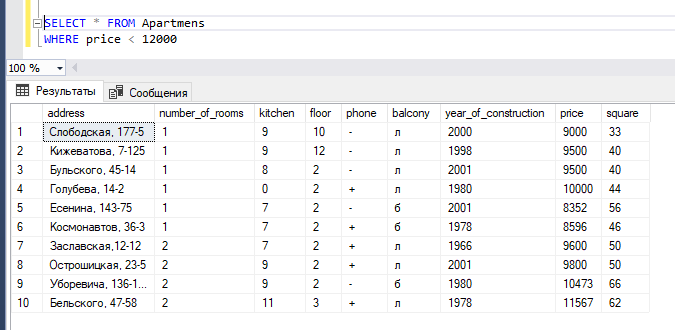 SELECT * FROM Apartmens
WHERE price < 12000
100 %
Результаты Сообщения
address number_of_rooms kitchen floor phone balcony year_of_construction price square
1 Слободская, 177-5 1 9 10 - л 2000 9000 33
2 Кижеватова, 7-125 1 9 12 - л 1998 9500 40
3 Бульского, 45-14 1 8 2 - л 2001 9500 40
4 Голубева, 14-2 1 0 2 + л 1980 10000 44
5 Есенина, 143-75 1 7 2 - б 2001 8352 56
6 Космонавтов, 36-3 1 7 2 + б 1978 8596 46
7 Заславская,12-12 2 7 2 + л 1966 9600 50
8 Острошицкая, 23-5 2 9 2 + л 2001 9800 50
9 Уборевича, 136-1... 2 9 2 - б 1980 10473 66
10 Бельского, 47-58 2 11 3 + л 1978 11567 62